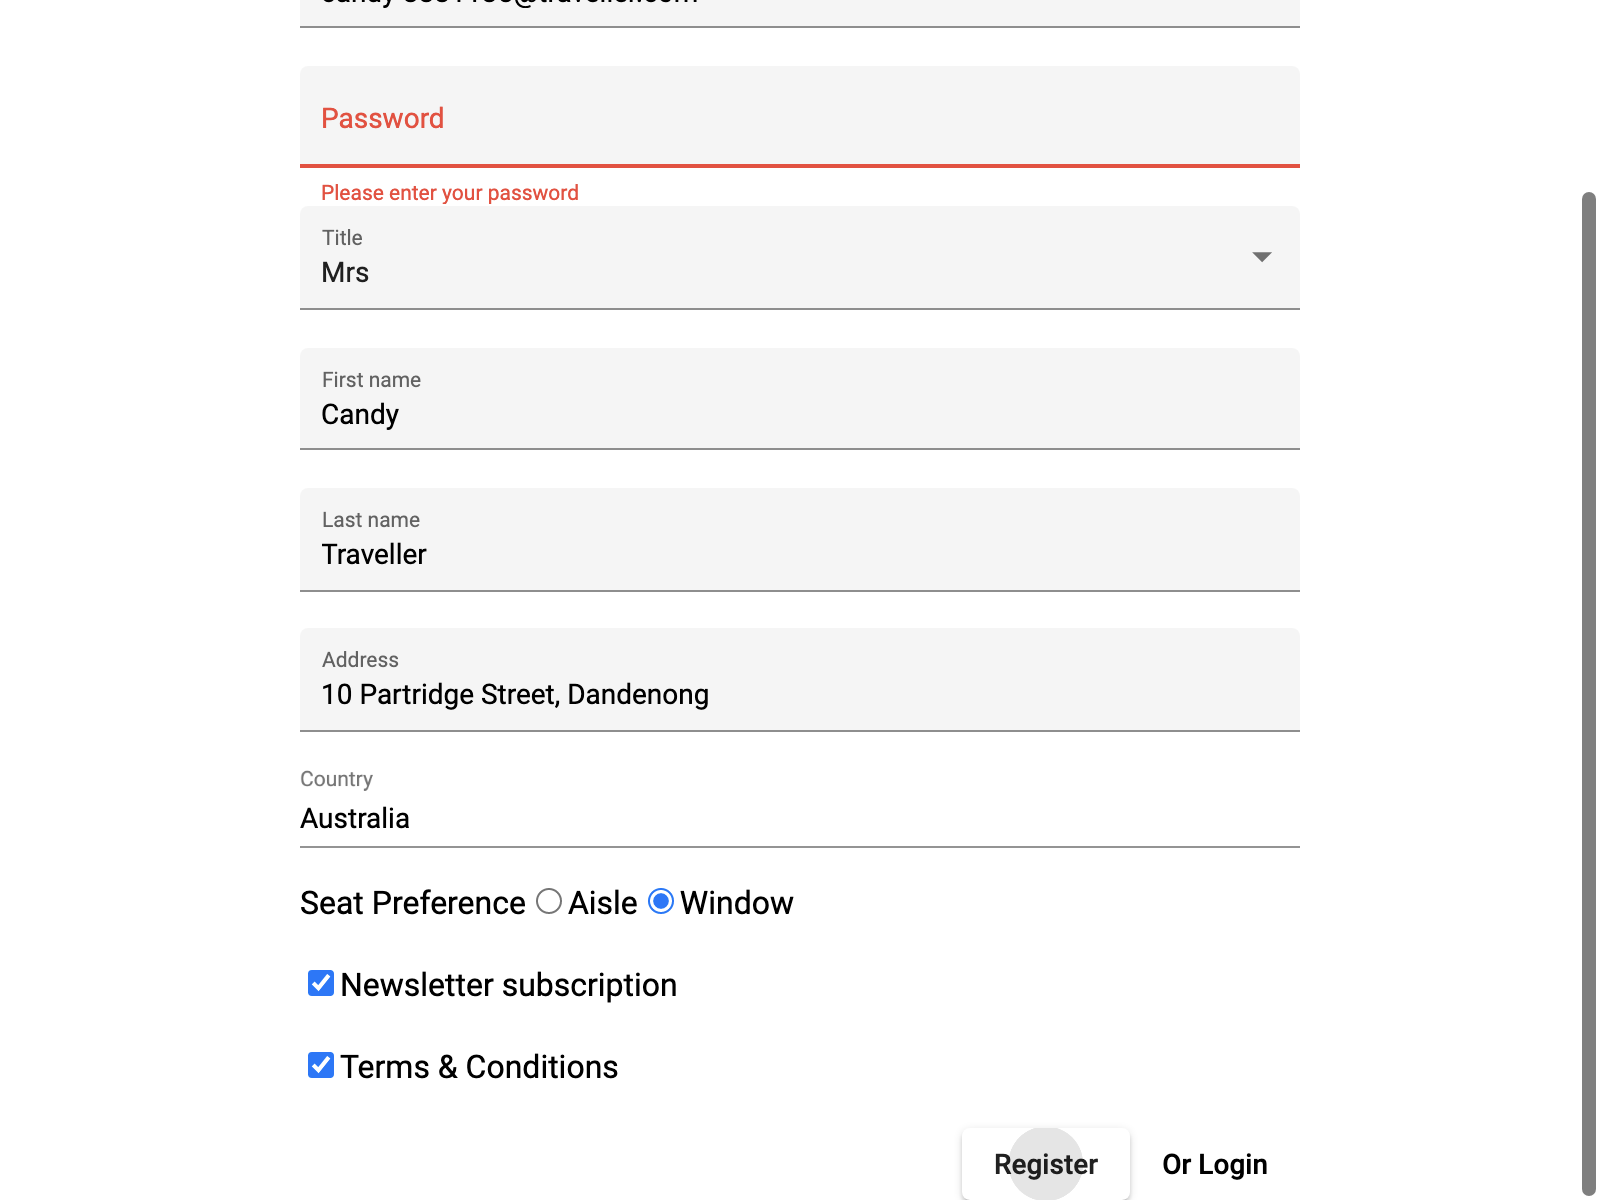 Password
Please enter your password
Title
Mrs
First name
Candy
Last name
Traveller
Address
10 Partridge Street, Dandenong
Country
Australia
Seat Preference Aisle Window
Newsletter subscription
Terms & Conditions
Register Or Login